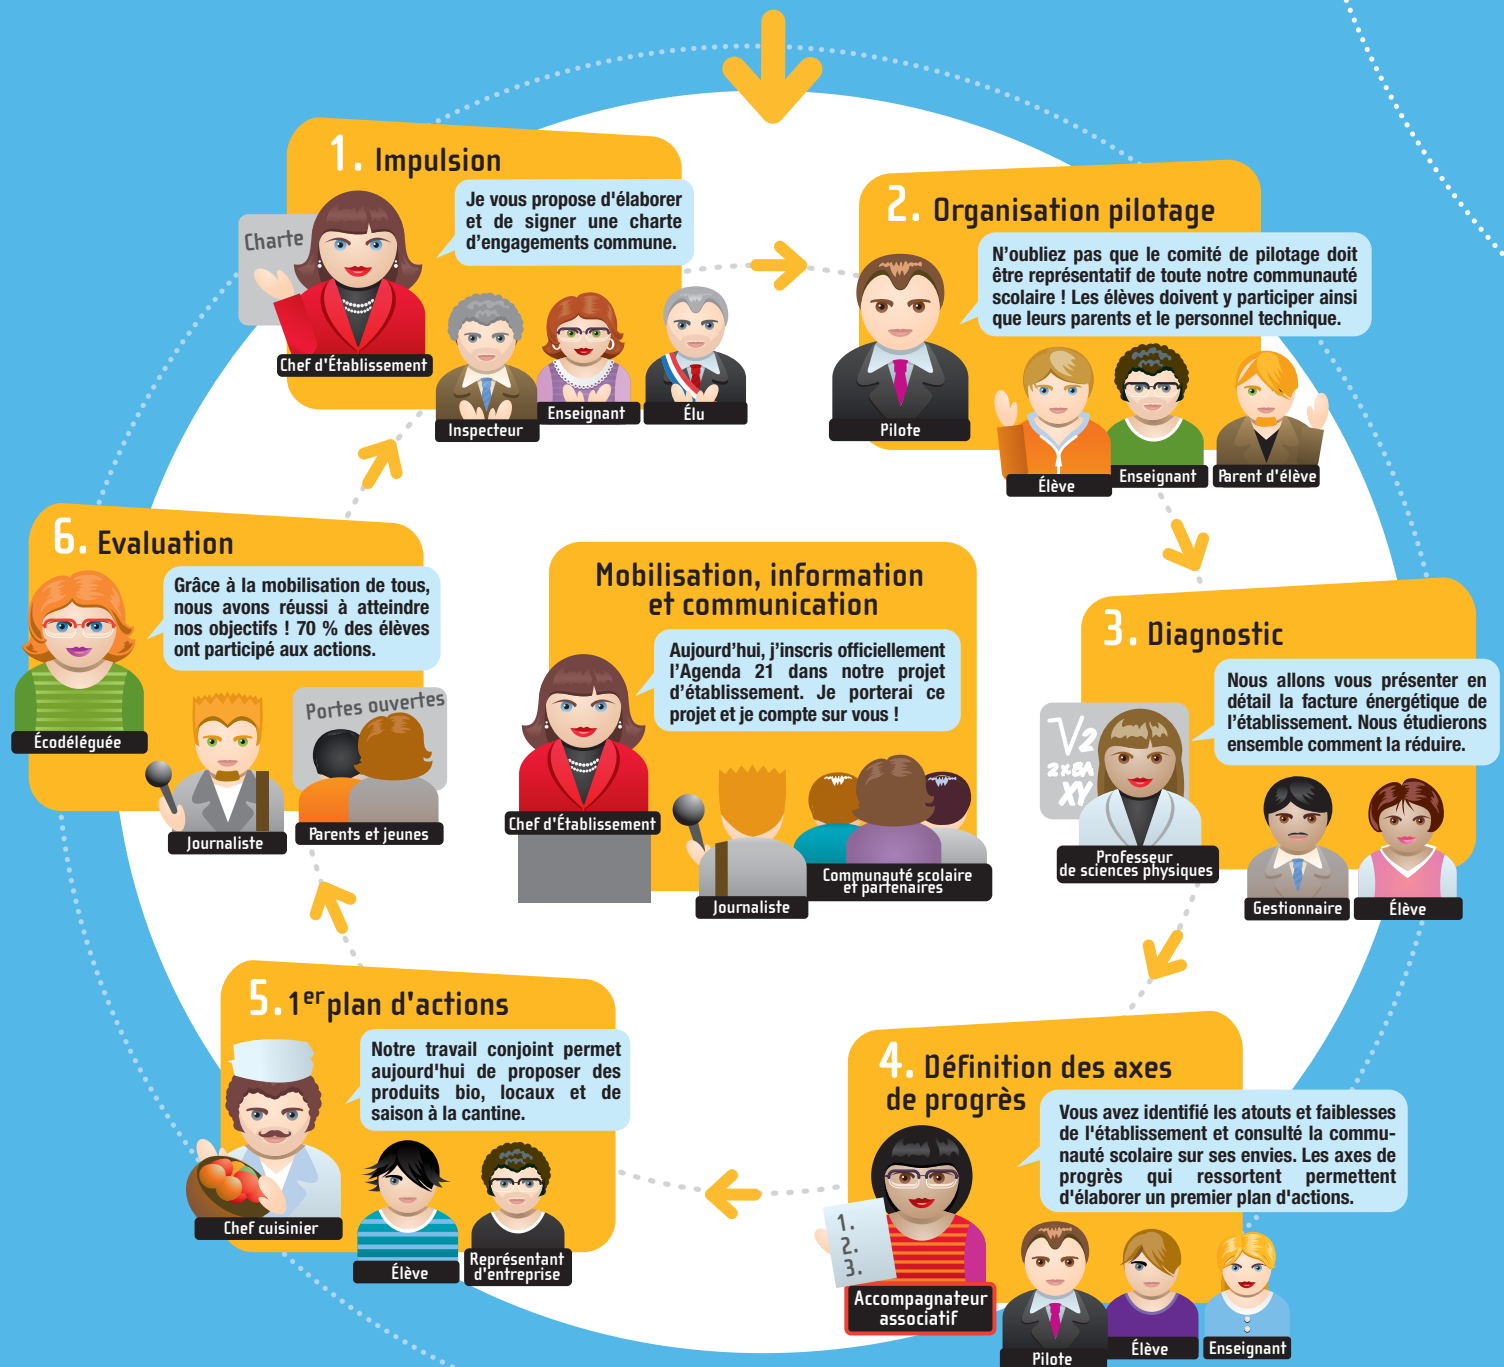 1. Impulsion
Je vous propose d'élaborer
et de signer une charte
d'engagements commune.
Charte
Chef d'Établissement
Inspecteur
Enseignant
Élu
2. Organisation pilotage
N'oubliez pas que le comité de pilotage doit
être représentatif de toute notre communauté
scolaire ! Les élèves doivent y participer ainsi
que leurs parents et le personnel technique.
Pilote
Élève
Enseignant
Parent d'élève
3. Diagnostic
Nous allons vous présenter en
détail la facture énergétique de
l'établissement. Nous étudierons
ensemble comment la réduire.
√2
XY
Professeur
de sciences physiques
Gestionnaire
Élève
4. Définition des axes
de progrès
Vous avez identifié les atouts et faiblesses
de l'établissement et consulté la commu-
nauté scolaire sur ses envies. Les axes de
progrès qui ressortent permettent
d'élaborer un premier plan d'actions.
1.
2.
3.
Accompagnateur
associatif
Pilote
Élève
Enseignant
5. 1er plan d'actions
Notre travail conjoint permet
aujourd'hui de proposer des
produits bio, locaux et de
saison à la cantine.
Chef cuisinier
Élève
Représentant
d'entreprise
6. Evaluation
Grâce à la mobilisation de tous,
nous avons réussi à atteindre
nos objectifs ! 70 % des élèves
ont participé aux actions.
Portes ouvertes
Écodéléguée
Journaliste
Parents et jeunes
Mobilisation, information
et communication
Aujourd'hui, j'inscris officiellement
l'Agenda 21 dans notre projet
d'établissement. Je porterai ce
projet et je compte sur vous !
Chef d'Établissement
Journaliste
Communauté scolaire
et partenaires